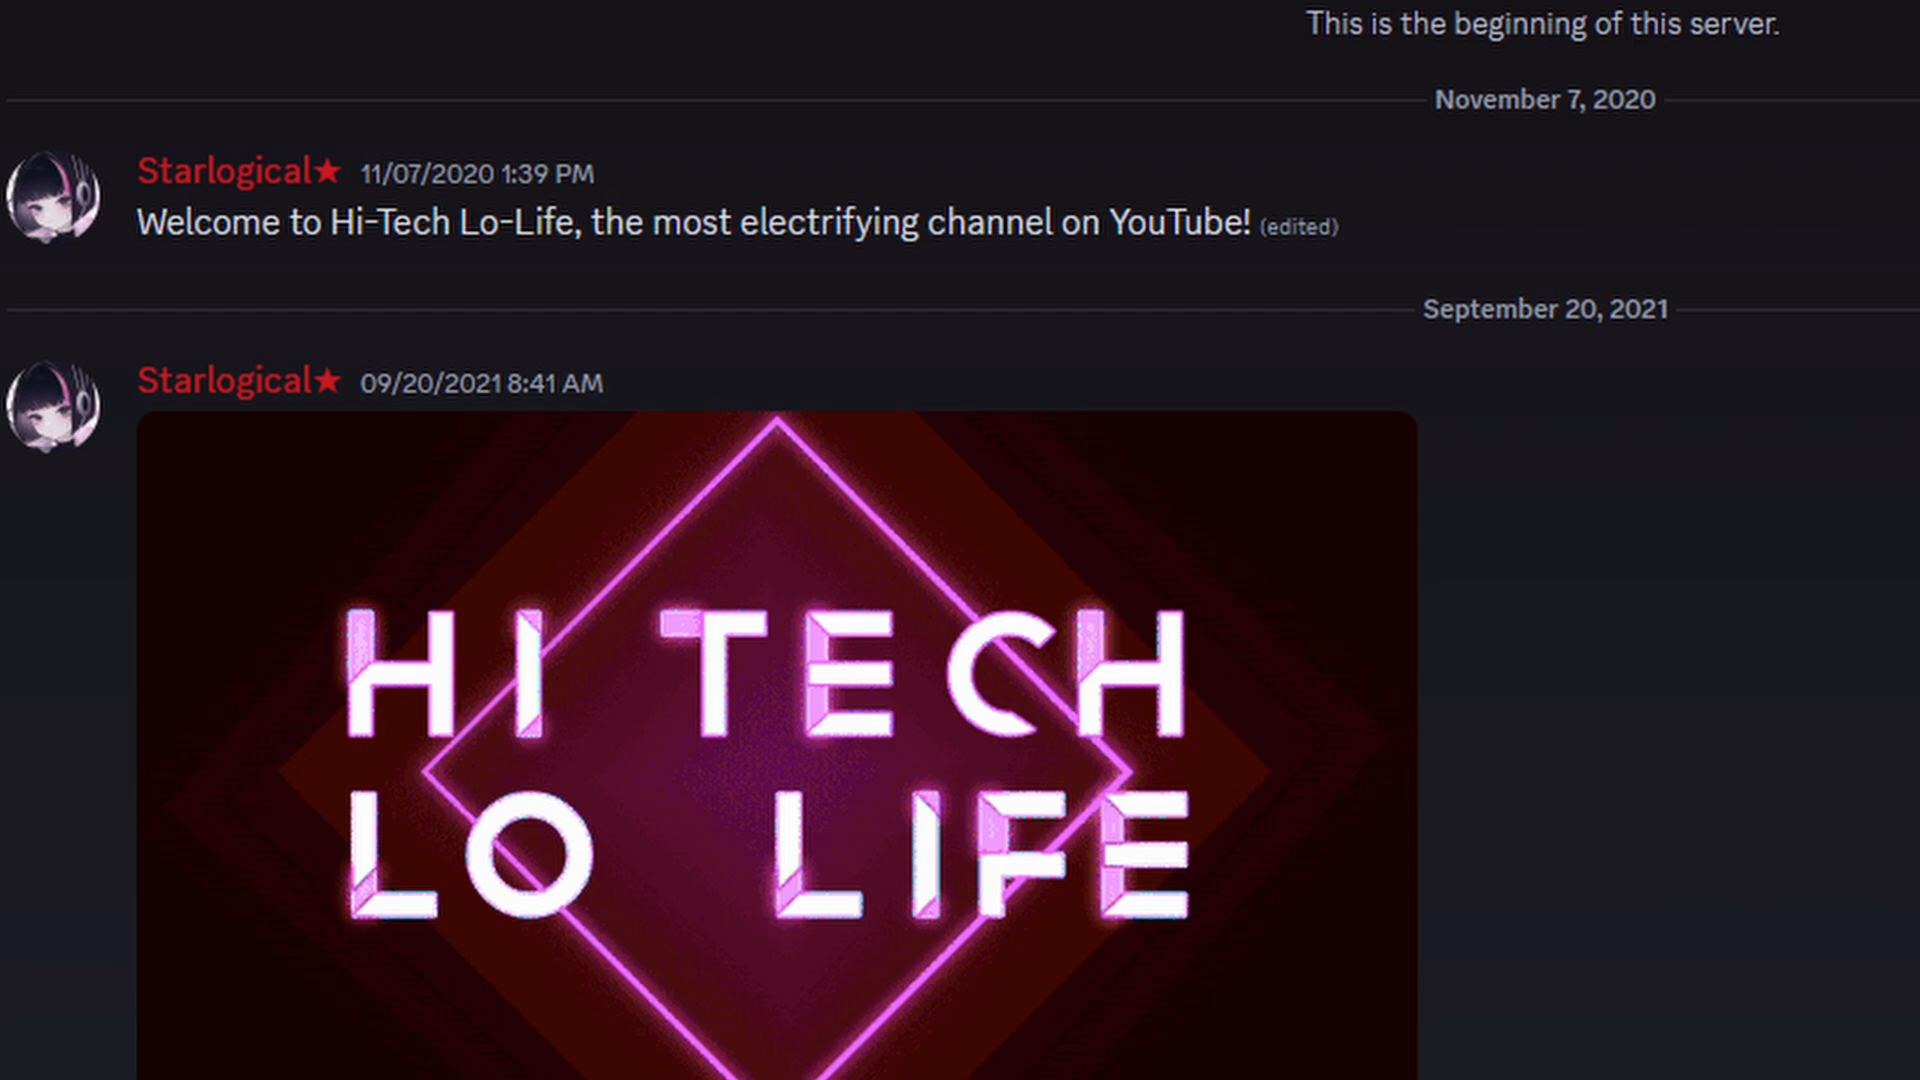 This is the beginning of this server.
November 7, 2020
Starlogical★ 11/07/2020 1:39 PM
Welcome to Hi-Tech Lo-Life, the most electrifying channel on YouTube! (edited)
September 20, 2021
Starlogical★ 09/20/2021 8:41 AM
HI TECH
LO LIFE